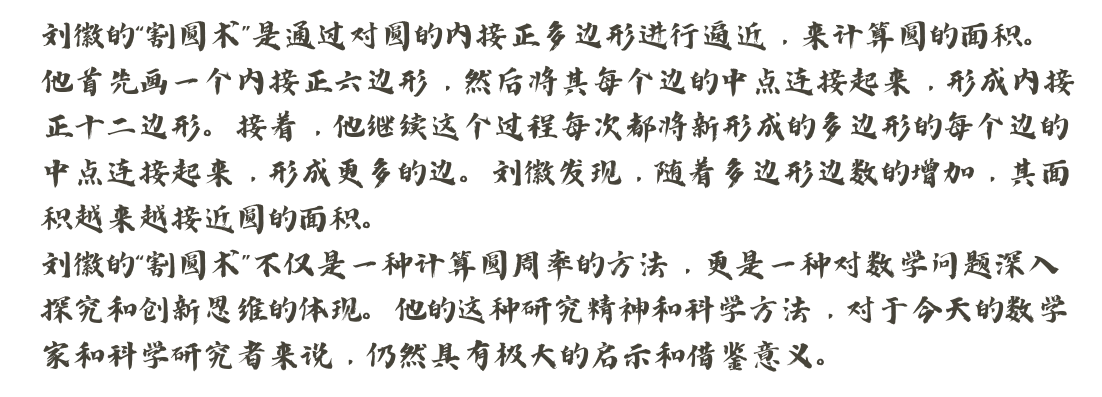 刘徽的“割圆术”是通过对圆的内接正多边形进行逼近，来计算圆的面积。
他首先画一个内接正六边形，然后将其每个边的中点连接起来，形成内接
正十二边形。接着，他继续这个过程每次都将新形成的多边形的每个边的
中点连接起来，形成更多的边。刘徽发现，随着多边形边数的增加，其面
积越来越接近圆的面积。
刘徽的“割圆术”不仅是一种计算圆周率的方法，更是一种对数学问题深入
探究和创新思维的体现。他的这种研究精神和科学方法，对于今天的数学
家和科学研究者来说，仍然具有极大的启示和借鉴意义。